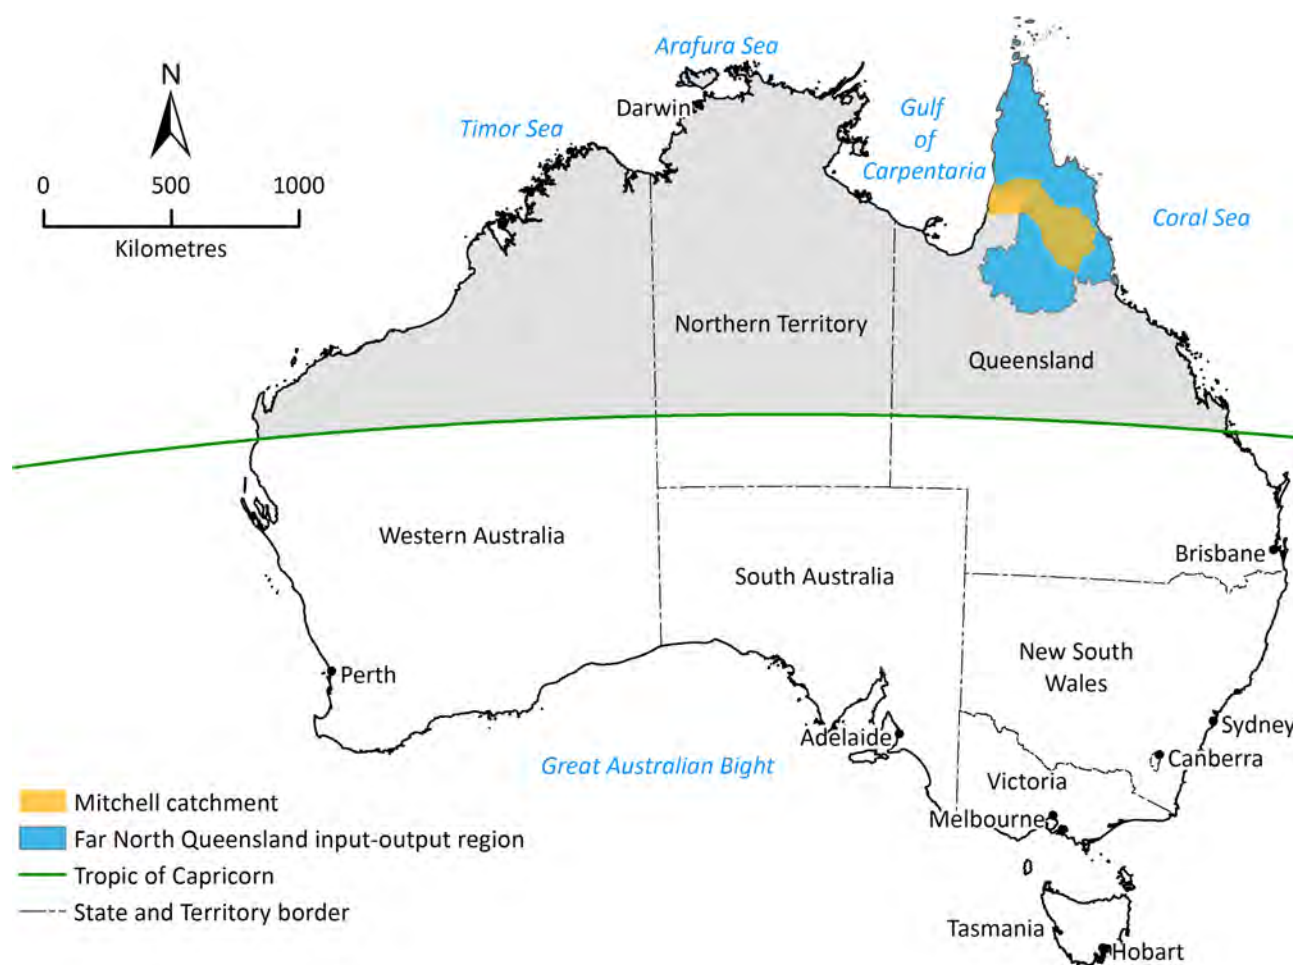 Arafura Sea
N
Darwin
Gulf
of
Carpentaria
Timor Sea
0 500 1000
Kilometres
Coral Sea
Northern Territory
Queensland
Western Australia
South Australia
Brisbane
New South
Wales
Perth
Sydney
Adelaide
Canberra
Great Australian Bight
Victoria
Melbourne
Mitchell catchment
Far North Queensland input-output region
Tropic of Capricorn
State and Territory border
Tasmania
Hobart